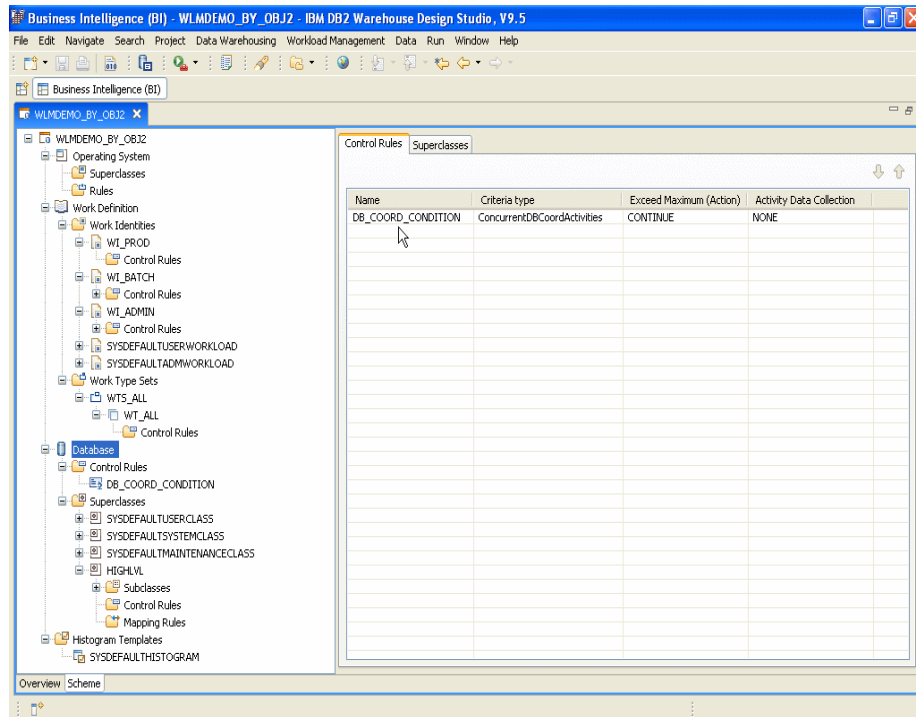 Business Intelligence (BI) - WLMDEMO_BY_OBJ2 - IBM DB2 Warehouse Design Studio, V9.5
File Edit Navigate Search Project Data Warehousing Workload Management Data Run Window Help
Business Intelligence (BI)
WLMDEMO_BY_OBJ2
WLMDEMO_BY_OBJ2
Operating System
Superclasses
Rules
Work Definition
Work Identities
WI_PROD
Control Rules
WI_BATCH
Control Rules
WI_ADMIN
Control Rules
SYSDEFAULTUSERWORKLOAD
SYSDEFAULTADMWORKLOAD
Work Type Sets
WTS_ALL
WT_ALL
Control Rules
Database
Control Rules
DB_COORD_CONDITION
Superclasses
SYSDEFAULTUSERCLASS
SYSDEFAULTSYSTEMCLASS
SYSDEFAULTMAINTENANCECLASS
HIGHLVL
Subclasses
Control Rules
Mapping Rules
Histogram Templates
SYSDEFAULTHISTOGRAM
Control Rules Superclasses
Name Criteria type Exceed Maximum (Action) Activity Data Collection
DB_COORD_CONDITION ConcurrentDBCoordActivities CONTINUE NONE
Overview Scheme